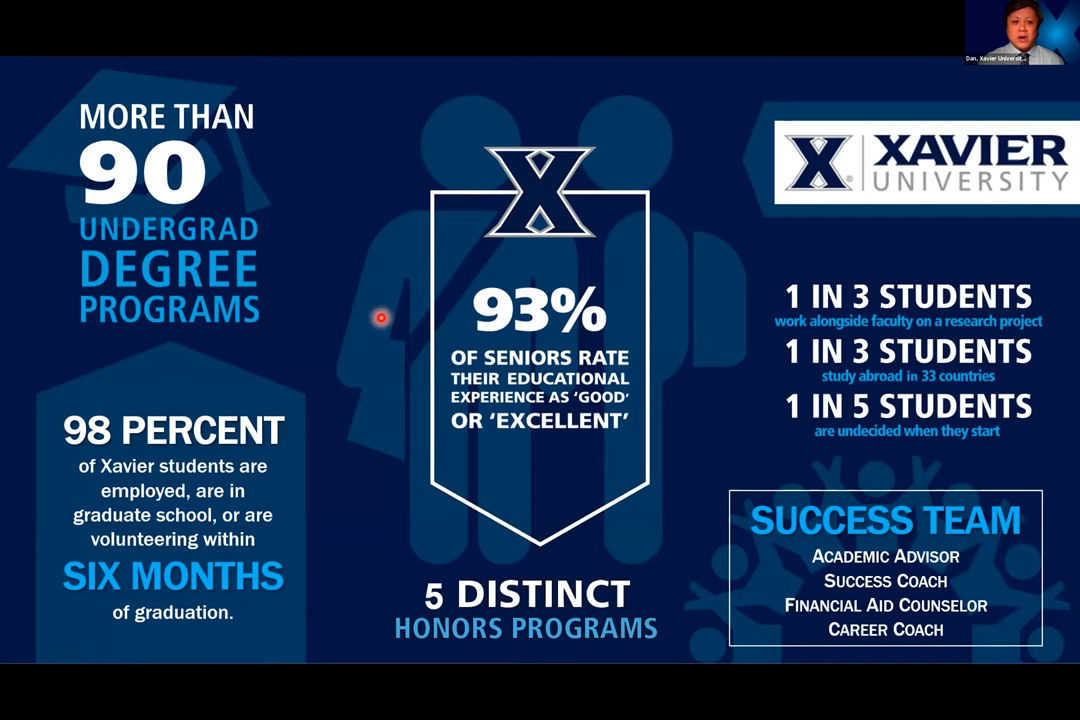 Dan, Xavier Universit...
MORE THAN
90
UNDERGRAD
DEGREE
PROGRAMS
98 PERCENT
of Xavier students are
employed, are in
graduate school, or are
volunteering within
SIX MONTHS
of graduation.
X
93%
OF SENIORS RATE
THEIR EDUCATIONAL
EXPERIENCE AS ‘GOOD’
OR ‘EXCELLENT’
5 DISTINCT
HONORS PROGRAMS
X
®
XAVIER
UNIVERSITY
1 IN 3 STUDENTS
work alongside faculty on a research project
1 IN 3 STUDENTS
study abroad in 33 countries
1 IN 5 STUDENTS
are undecided when they start
SUCCESS TEAM
ACADEMIC ADVISOR
SUCCESS COACH
FINANCIAL AID COUNSELOR
CAREER COACH